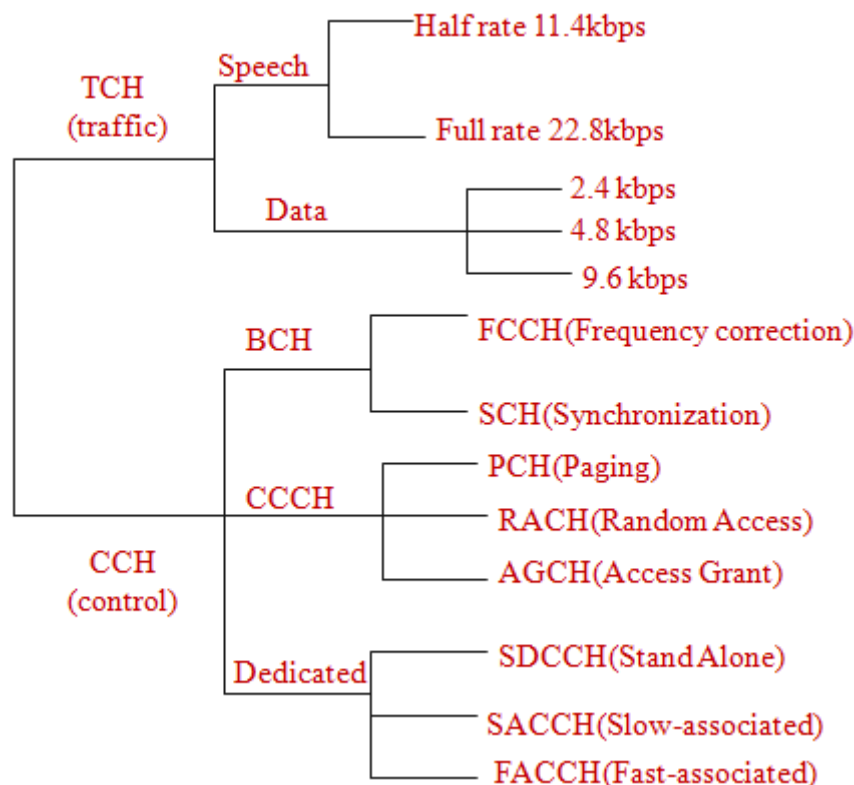 Half rate 11.4kbps
Speech
TCH
(traffic)
Full rate 22.8kbps
2.4 kbps
Data
4.8 kbps
9.6 kbps
BCH
FCCH(Frequency correction)
SCH(Synchronization)
PCH(Paging)
CCCH
RACH(Random Access)
CCH
(control)
AGCH(Access Grant)
SDCCH(Stand Alone)
Dedicated
SACCH(Slow-associated)
FACCH(Fast-associated)